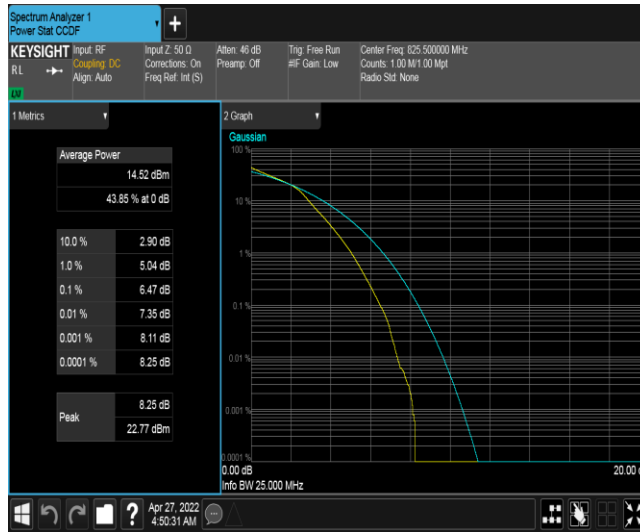 Spectrum Analyzer 1
Power Stat CCDF
+
KEYSIGHT
RL
Input: RF
Coupling: DC
Align: Auto
Input Z: 50 Ω
Corrections: On
Freq Ref: Int (S)
Atten: 46 dB
Preamp: Off
Trig: Free Run
#IF Gain: Low
Center Freq: 825.500000 MHz
Counts: 1.00 M/1.00 Mpt
Radio Std: None
LXI
1 Metrics
Average Power
14.52 dBm
43.85 % at 0 dB
10.0 % 2.90 dB
1.0 % 5.04 dB
0.1 % 6.47 dB
0.01 % 7.35 dB
0.001 % 8.11 dB
0.0001 % 8.25 dB
Peak
8.25 dB
22.77 dBm
2 Graph
Gaussian
100 %
10 %
1 %
0.1 %
0.01 %
0.001 %
0.0001 %
0.00 dB
20.00
Info BW 25.000 MHz
?
Apr 27, 2022
4:50:31 AM